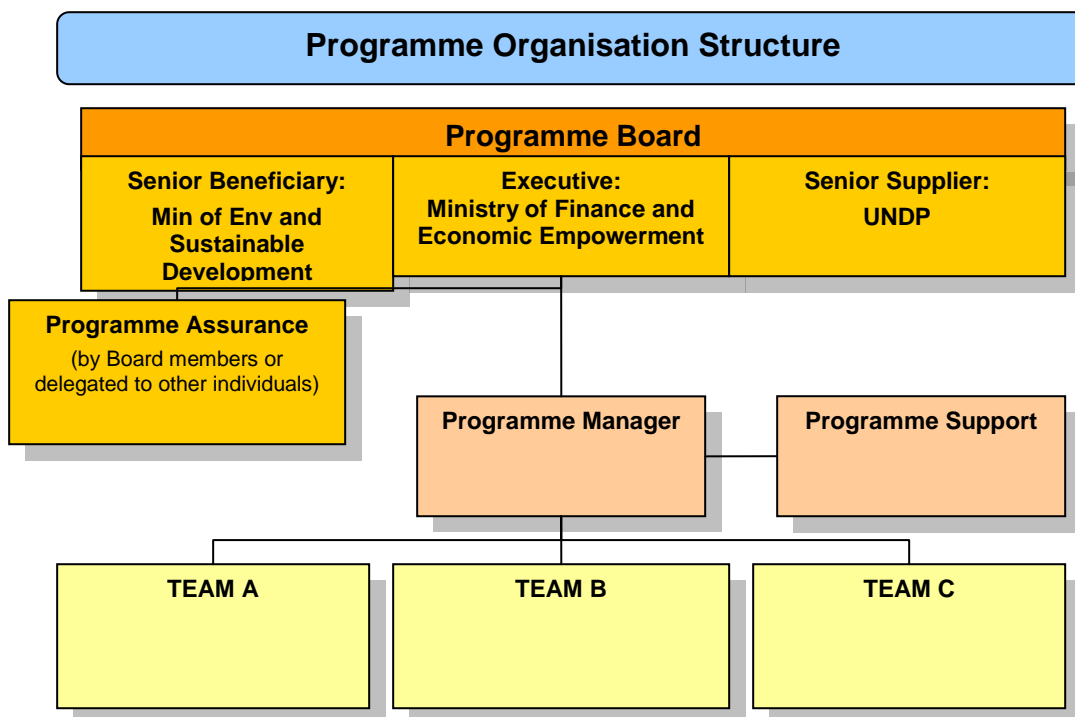 Programme Organisation Structure
Programme Board
Senior Beneficiary:
Min of Env and
Sustainable
Development
Executive:
Ministry of Finance and
Economic Empowerment
Senior Supplier:
UNDP
Programme Assurance
(by Board members or
delegated to other individuals)
Programme Manager
Programme Support
TEAM A
TEAM B
TEAM C